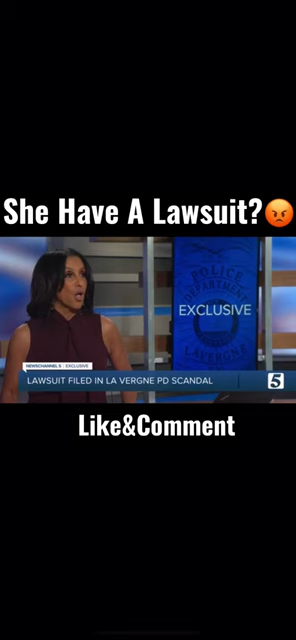 She Have A Lawsuit?😡
POLICE
DEPARTMENT
EXCLUSIVE
LAVERGNE
NEWSCHANNEL 5 | EXCLUSIVE
LAWSUIT FILED IN LA VERGNE PD SCANDAL
5
Like&Comment